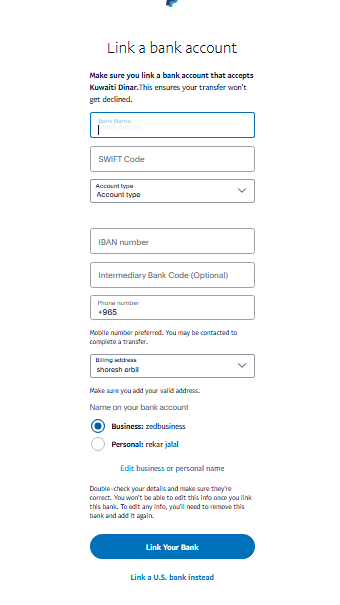 Link a bank account
Make sure you link a bank account that accepts
Kuwaiti Dinar.This ensures your transfer won't
get declined.
Bank Name
SWIFT Code
Account type
Account type
IBAN number
Intermediary Bank Code (Optional)
Phone number
+965
Mobile number preferred. You may be contacted to
complete a transfer.
Billing address
shoresh erbil
Make sure you add your valid address.
Name on your bank account
Business: zedbusiness
Personal: rekar jalal
Edit business or personal name
Double-check your details and make sure they're
correct. You won't be able to edit this info once you link
this bank. To edit any info, you'll need to remove this
bank and add it again.
Link Your Bank
Link a U.S. bank instead